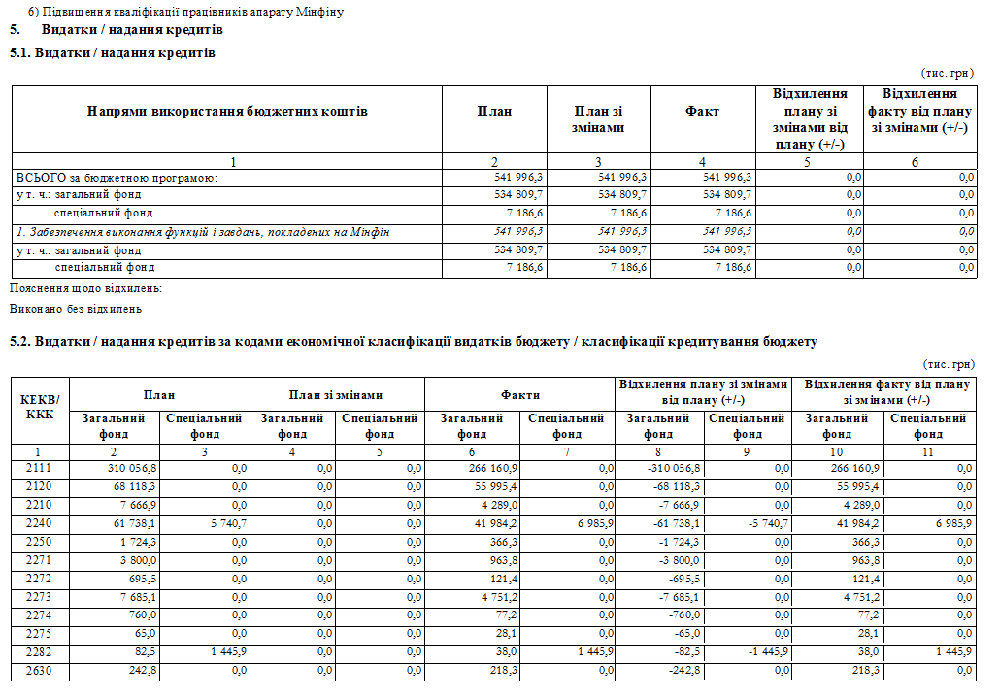 6) Підвищення кваліфікації працівників апарату Мінфіну
5. Видатки / надання кредитів
5.1. Видатки / надання кредитів
(тис. грн)
Напрями використання бюджетних коштів План План зі змінами Факт Відхилення плану зі змінами від плану (+/-) Відхилення факту від плану зі змінами (+/-)
1 2 3 4 5 6
ВСЬОГО за бюджетною програмою: 541 996,3 541 996,3 541 996,3 0,0 0,0
у т. ч.: загальний фонд 534 809,7 534 809,7 534 809,7 0,0 0,0
спеціальний фонд 7 186,6 7 186,6 7 186,6 0,0 0,0
1. Забезпечення виконання функцій і завдань, покладених на Мінфін 541 996,3 541 996,3 541 996,3 0,0 0,0
у т. ч.: загальний фонд 534 809,7 534 809,7 534 809,7 0,0 0,0
спеціальний фонд 7 186,6 7 186,6 7 186,6 0,0 0,0
Пояснення щодо відхилень:
Виконано без відхилень
5.2. Видатки / надання кредитів за кодами економічної класифікації видатків бюджету / класифікації кредитування бюджету
(тис. грн)
КЕКВ/ ККК План План зі змінами Факти Відхилення плану зі змінами від плану (+/-) Відхилення факту від плану зі змінами (+/-)
Загальний фонд Спеціальний фонд Загальний фонд Спеціальний фонд Загальний фонд Спеціальний фонд Загальний фонд Спеціальний фонд Загальний фонд Спеціальний фонд
1 2 3 4 5 6 7 8 9 10 11
2111 310 056,8 0,0 0,0 0,0 266 160,9 0,0 -310 056,8 0,0 266 160,9 0,0
2120 68 118,3 0,0 0,0 0,0 55 995,4 0,0 -68 118,3 0,0 55 995,4 0,0
2210 7 666,9 0,0 0,0 0,0 4 289,0 0,0 -7 666,9 0,0 4 289,0 0,0
2240 61 738,1 5 740,7 0,0 0,0 41 984,2 6 985,9 -61 738,1 -5 740,7 41 984,2 6 985,9
2250 1 724,3 0,0 0,0 0,0 366,3 0,0 -1 724,3 0,0 366,3 0,0
2271 3 800,0 0,0 0,0 0,0 963,8 0,0 -3 800,0 0,0 963,8 0,0
2272 695,5 0,0 0,0 0,0 121,4 0,0 -695,5 0,0 121,4 0,0
2273 7 685,1 0,0 0,0 0,0 4 751,2 0,0 -7 685,1 0,0 4 751,2 0,0
2274 760,0 0,0 0,0 0,0 77,2 0,0 -760,0 0,0 77,2 0,0
2275 65,0 0,0 0,0 0,0 28,1 0,0 -65,0 0,0 28,1 0,0
2282 82,5 1 445,9 0,0 0,0 38,0 1 445,9 -82,5 -1 445,9 38,0 1 445,9
2630 242,8 0,0 0,0 0,0 218,3 0,0 -242,8 0,0 218,3 0,0